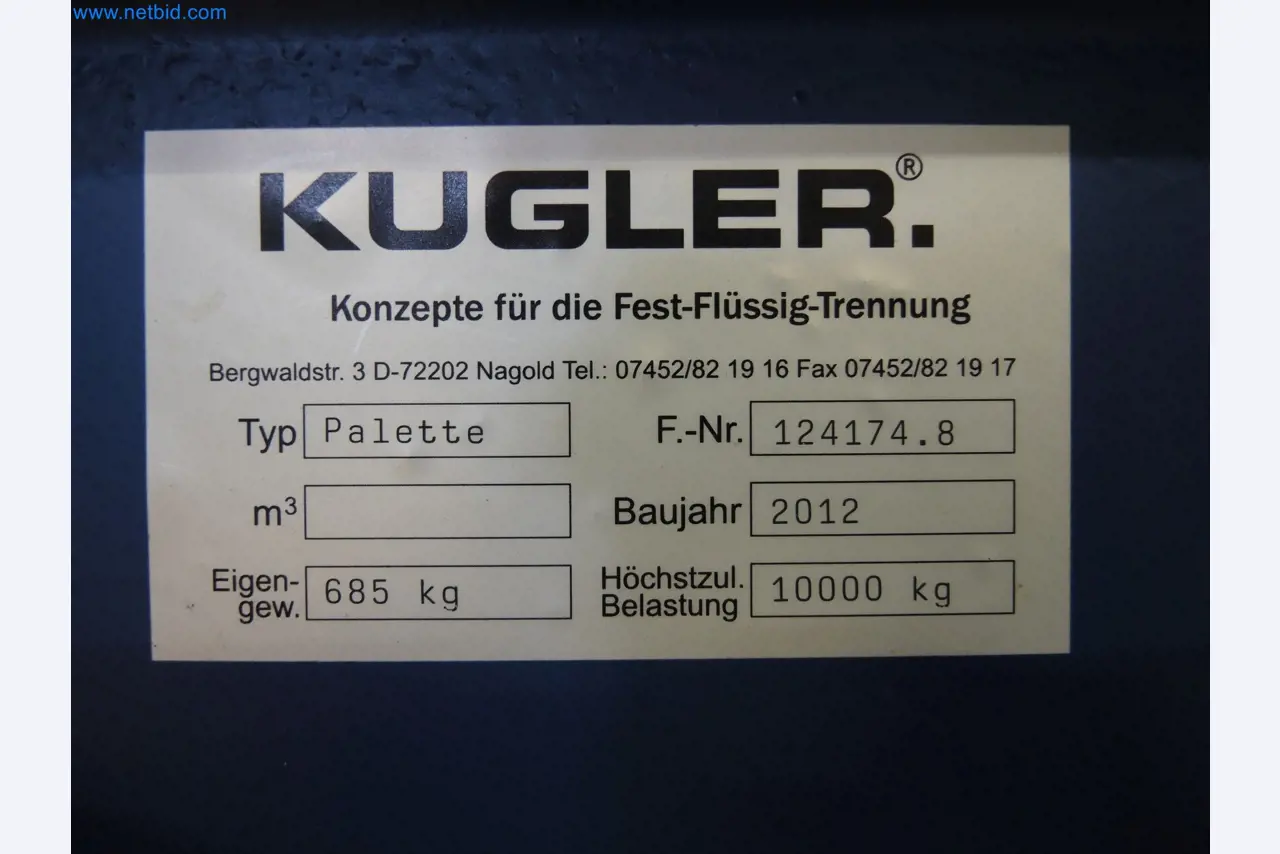 www.netbid.com
KUGLER.®
Konzepte für die Fest-Flüssig-Trennung
Bergwaldstr. 3 D-72202 Nagold Tel.: 07452/82 19 16 Fax 07452/82 19 17
Typ Palette F.-Nr. 124174.8
m³ Baujahr 2012
Eigen-gew. 685 kg Höchstzul. Belastung 10000 kg